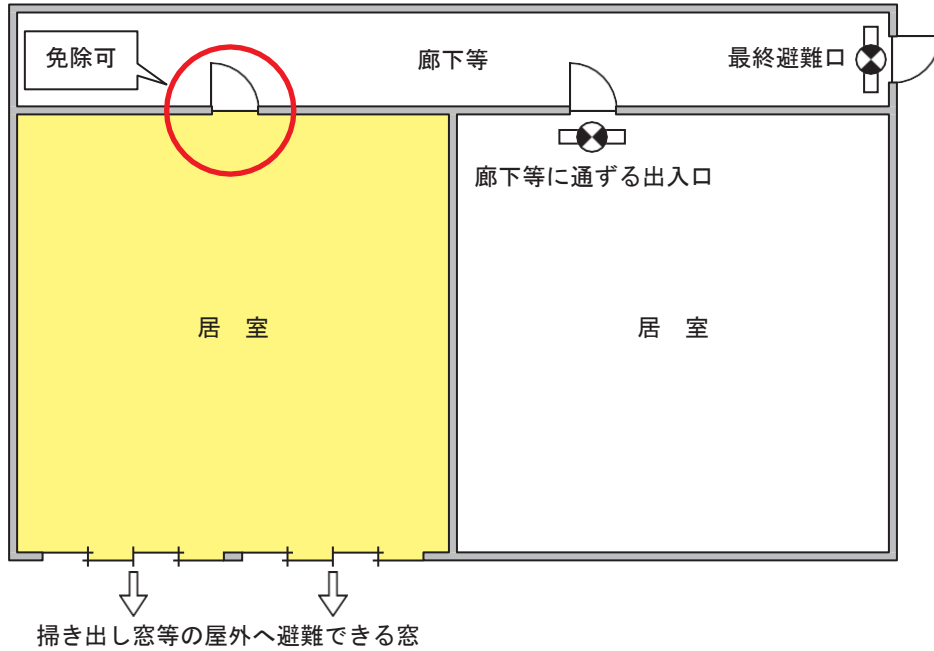 免除可
廊下等
最終避難口
廊下等に通ずる出入口
居 室
居 室
掃き出し窓等の屋外へ避難できる窓